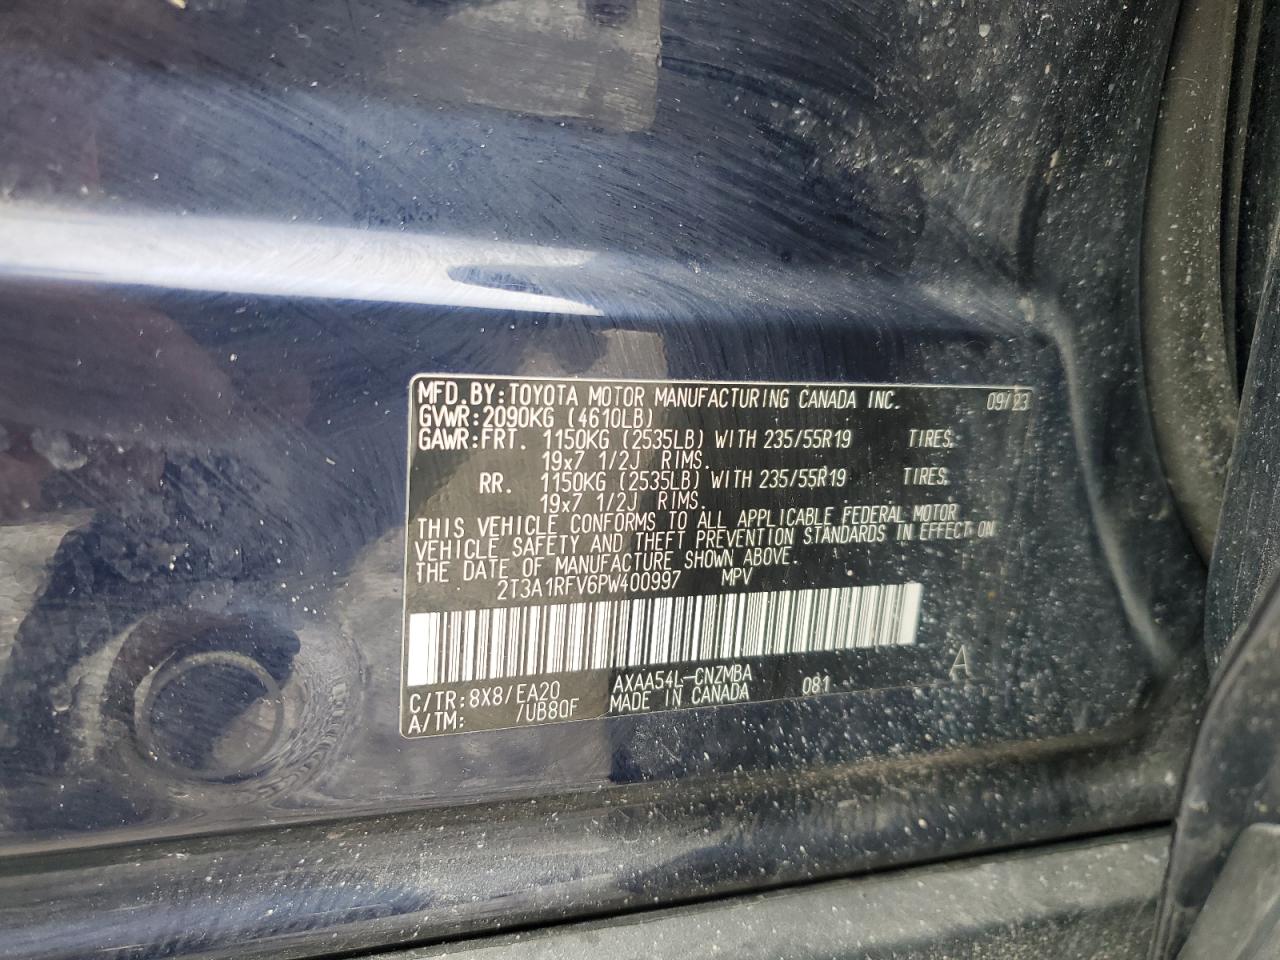 MFD. BY: TOYOTA MOTOR MANUFACTURING CANADA INC. 09/23
GVWR: 2090KG (4610LB)
GAWR: FRT. 1150KG (2535LB) WITH 235/55R19 TIRES,
19x7 1/2J RIMS.
RR. 1150KG (2535LB) WITH 235/55R19 TIRES,
19x7 1/2J RIMS.
THIS VEHICLE CONFORMS TO ALL APPLICABLE FEDERAL MOTOR
VEHICLE SAFETY AND THEFT PREVENTION STANDARDS IN EFFECT ON
THE DATE OF MANUFACTURE SHOWN ABOVE.
2T3A1RFV6PW400997 MPV
C/TR: 8X8/EA20 AXAA54L-CNZMBA 081 A
A/TM: /UB80F MADE IN CANADA